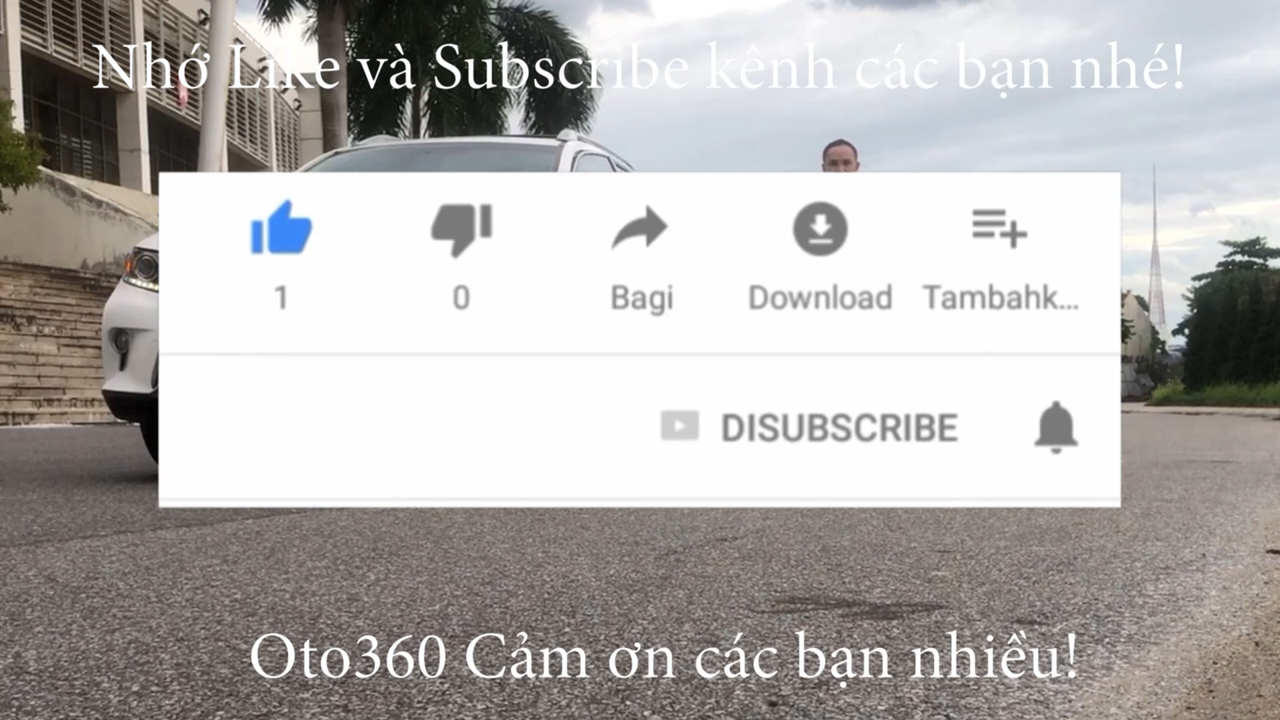 Nhớ Like và Subscribe kênh các bạn nhé!
1 0 Bagi Download Tambahk...
DISUBSCRIBE
Oto360 Cảm ơn các bạn nhiều!